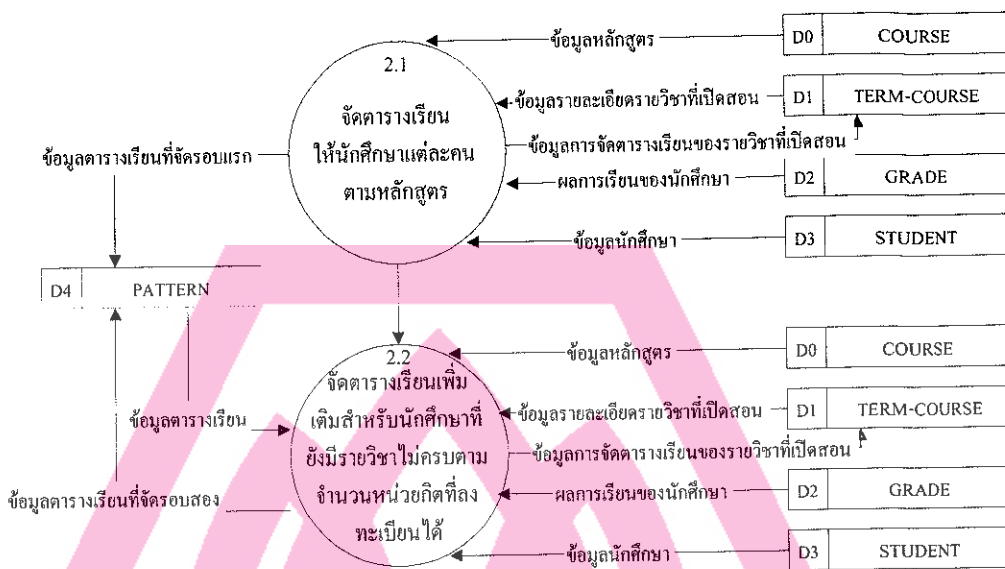 ข้อมูลหลักสูตร
D0 COURSE
2.1
จัดตารางเรียน
ให้นักศึกษาแต่ละคน
ตามหลักสูตร
ข้อมูลรายละเอียดรายวิชาที่เปิดสอน
D1 TERM-COURSE
ข้อมูลการจัดตารางเรียนของรายวิชาที่เปิดสอน
ข้อมูลตารางเรียนที่จัดรอบแรก
ผลการเรียนของนักศึกษา
D2 GRADE
ข้อมูลนักศึกษา
D3 STUDENT
D4 PATTERN
ข้อมูลหลักสูตร
D0 COURSE
2.2
จัดตารางเรียนเพิ่ม
เติมสำหรับนักศึกษาที่
ยังมีรายวิชาไม่ครบตาม
จำนวนหน่วยกิตที่ลง
ทะเบียนได้
ข้อมูลรายละเอียดรายวิชาที่เปิดสอน
D1 TERM-COURSE
ข้อมูลตารางเรียน
ข้อมูลการจัดตารางเรียนของรายวิชาที่เปิดสอน
ผลการเรียนของนักศึกษา
D2 GRADE
ข้อมูลตารางเรียนที่จัดรอบสอง
ข้อมูลนักศึกษา
D3 STUDENT